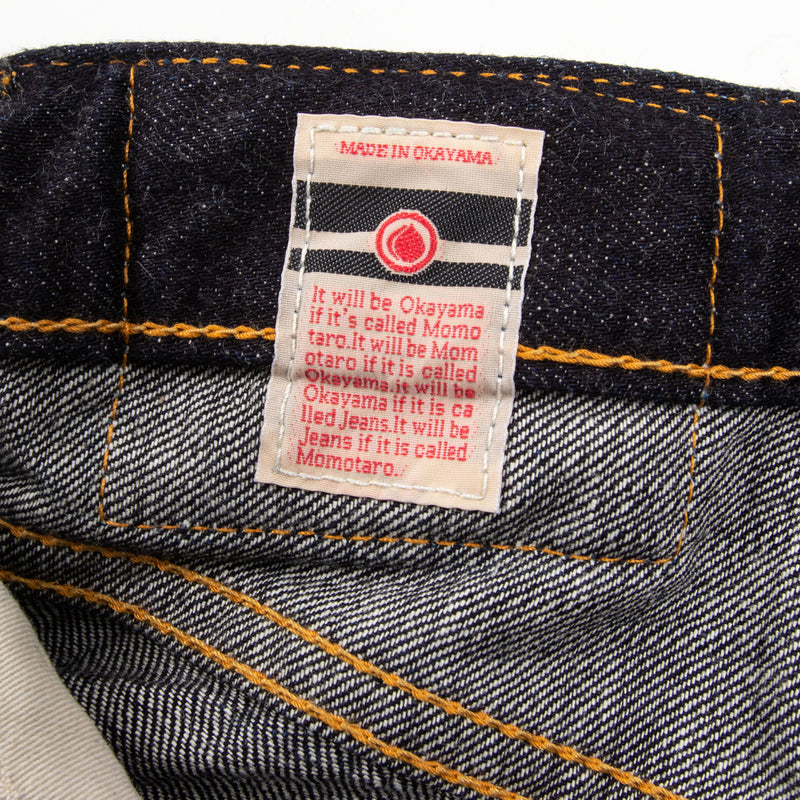 MADE IN OKAYAMA
It will be Okayama
if it's called Momo
taro.It will be Mom
otaro if it is called
Okayama.it will be
Okayama if it is ca
lled Jeans.It will be
Jeans if it is called
Momotaro.